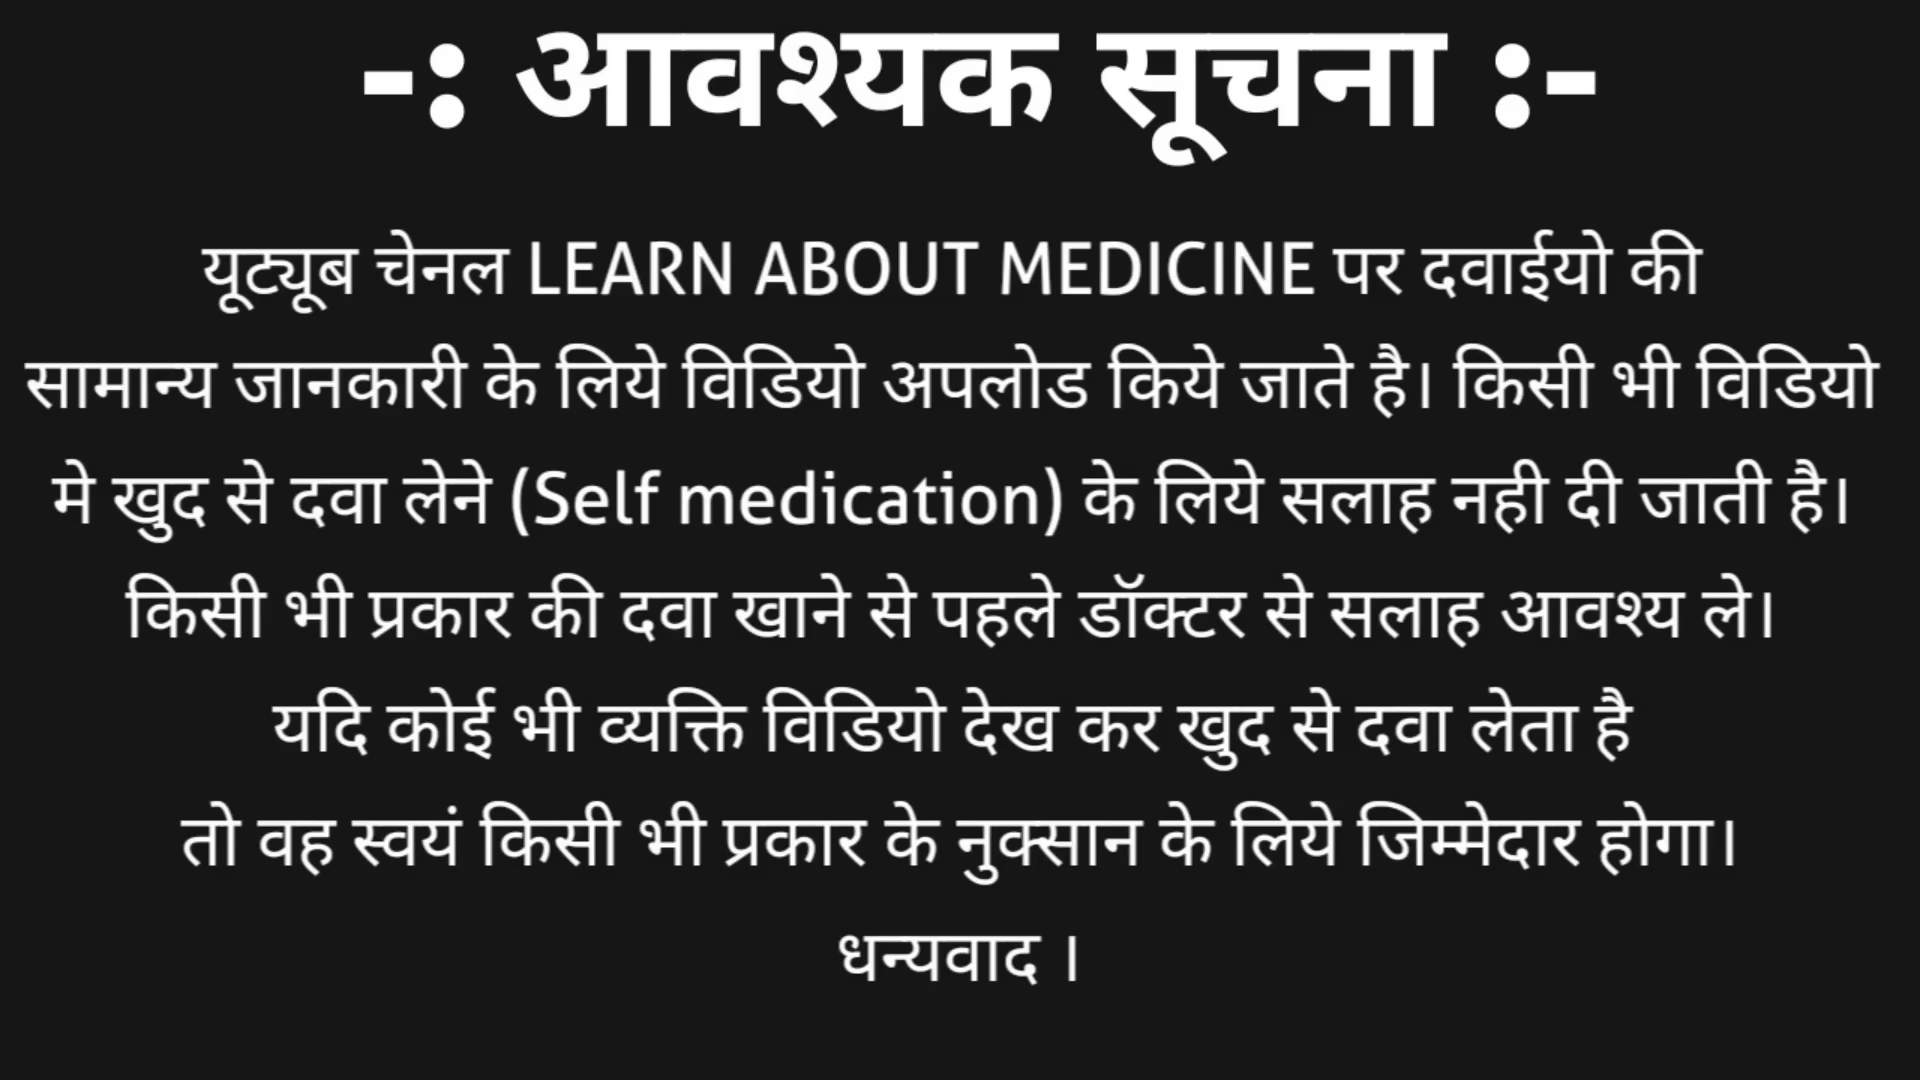 -: आवश्यक सूचना :-
यूट्यूब चेनल LEARN ABOUT MEDICINE पर दवाईयो की
सामान्य जानकारी के लिये विडियो अपलोड किये जाते है। किसी भी विडियो
मे खुद से दवा लेने (Self medication) के लिये सलाह नही दी जाती है।
किसी भी प्रकार की दवा खाने से पहले डॉक्टर से सलाह आवश्य ले।
यदि कोई भी व्यक्ति विडियो देख कर खुद से दवा लेता है
तो वह स्वयं किसी भी प्रकार के नुक्सान के लिये जिम्मेदार होगा।
धन्यवाद ।